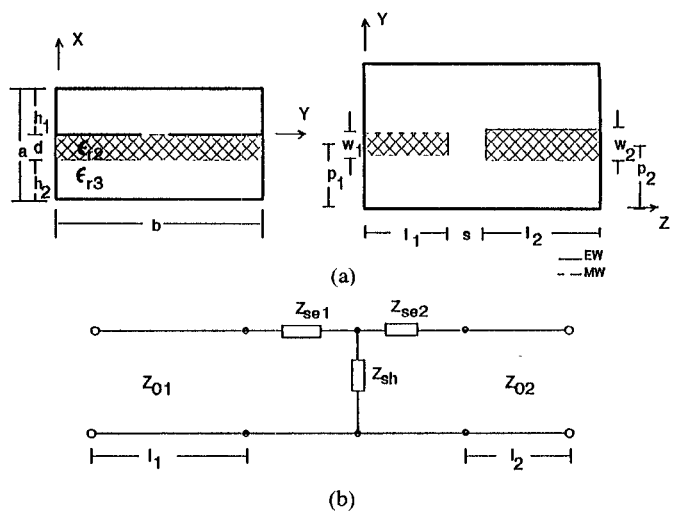 X
Y
a
h1
d
h2
εr2
εr3
Y
b
w1
p1
w2
p2
Z
l1
s
l2
EW
MW
(a)
Zse1
Zse2
Zsh
Z01
Z02
l1
l2
(b)